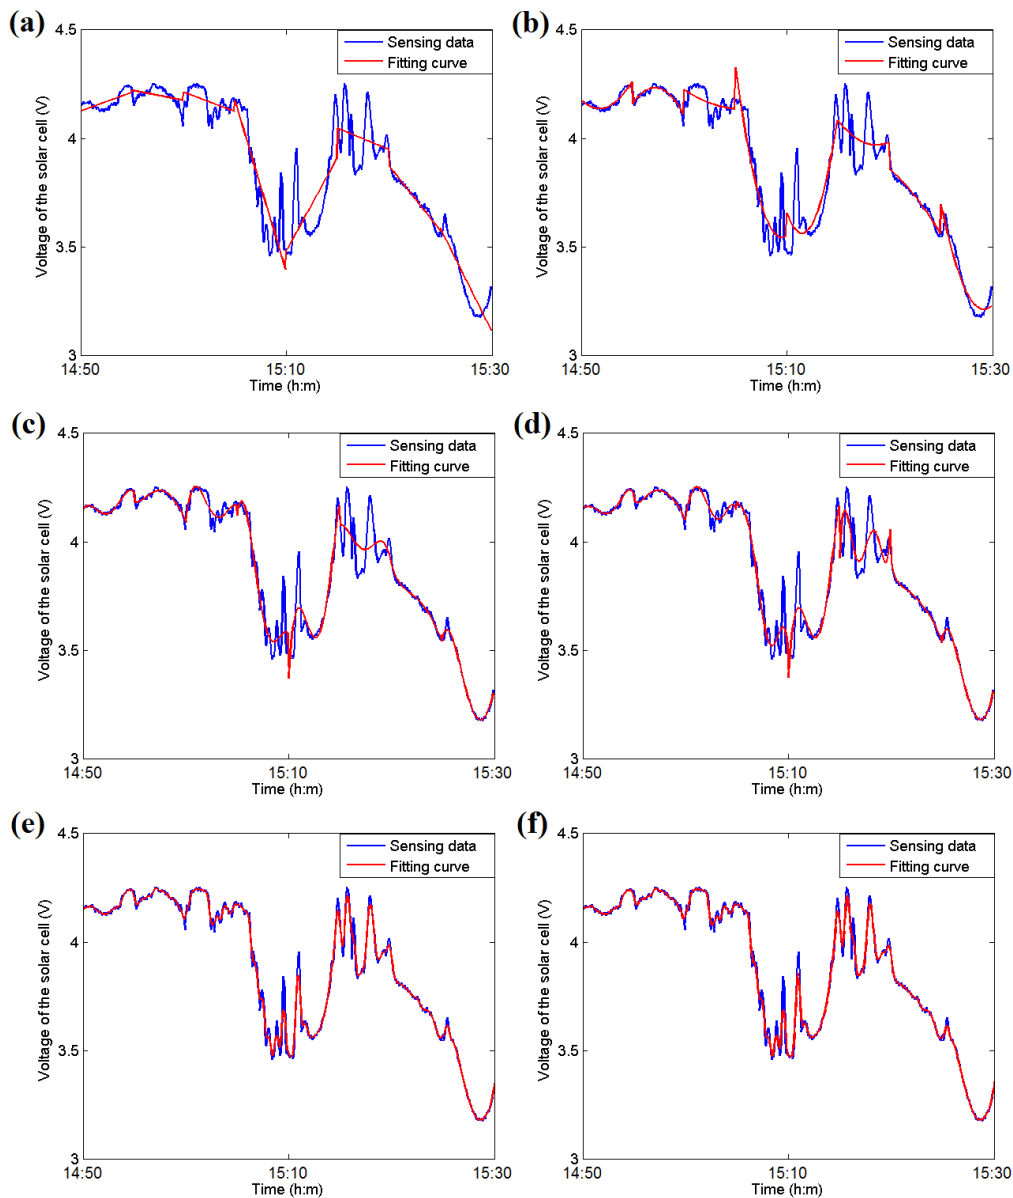 (a)
4.5
4
3.5
3
Voltage of the solar cell (V)
Sensing data
Fitting curve
14:50 15:10 15:30
Time (h:m)
(b)
4.5
4
3.5
3
Voltage of the solar cell (V)
Sensing data
Fitting curve
14:50 15:10 15:30
Time (h:m)
(c)
4.5
4
3.5
3
Voltage of the solar cell (V)
Sensing data
Fitting curve
14:50 15:10 15:30
Time (h:m)
(d)
4.5
4
3.5
3
Voltage of the solar cell (V)
Sensing data
Fitting curve
14:50 15:10 15:30
Time (h:m)
(e)
4.5
4
3.5
3
Voltage of the solar cell (V)
Sensing data
Fitting curve
14:50 15:10 15:30
Time (h:m)
(f)
4.5
4
3.5
3
Voltage of the solar cell (V)
Sensing data
Fitting curve
14:50 15:10 15:30
Time (h:m)